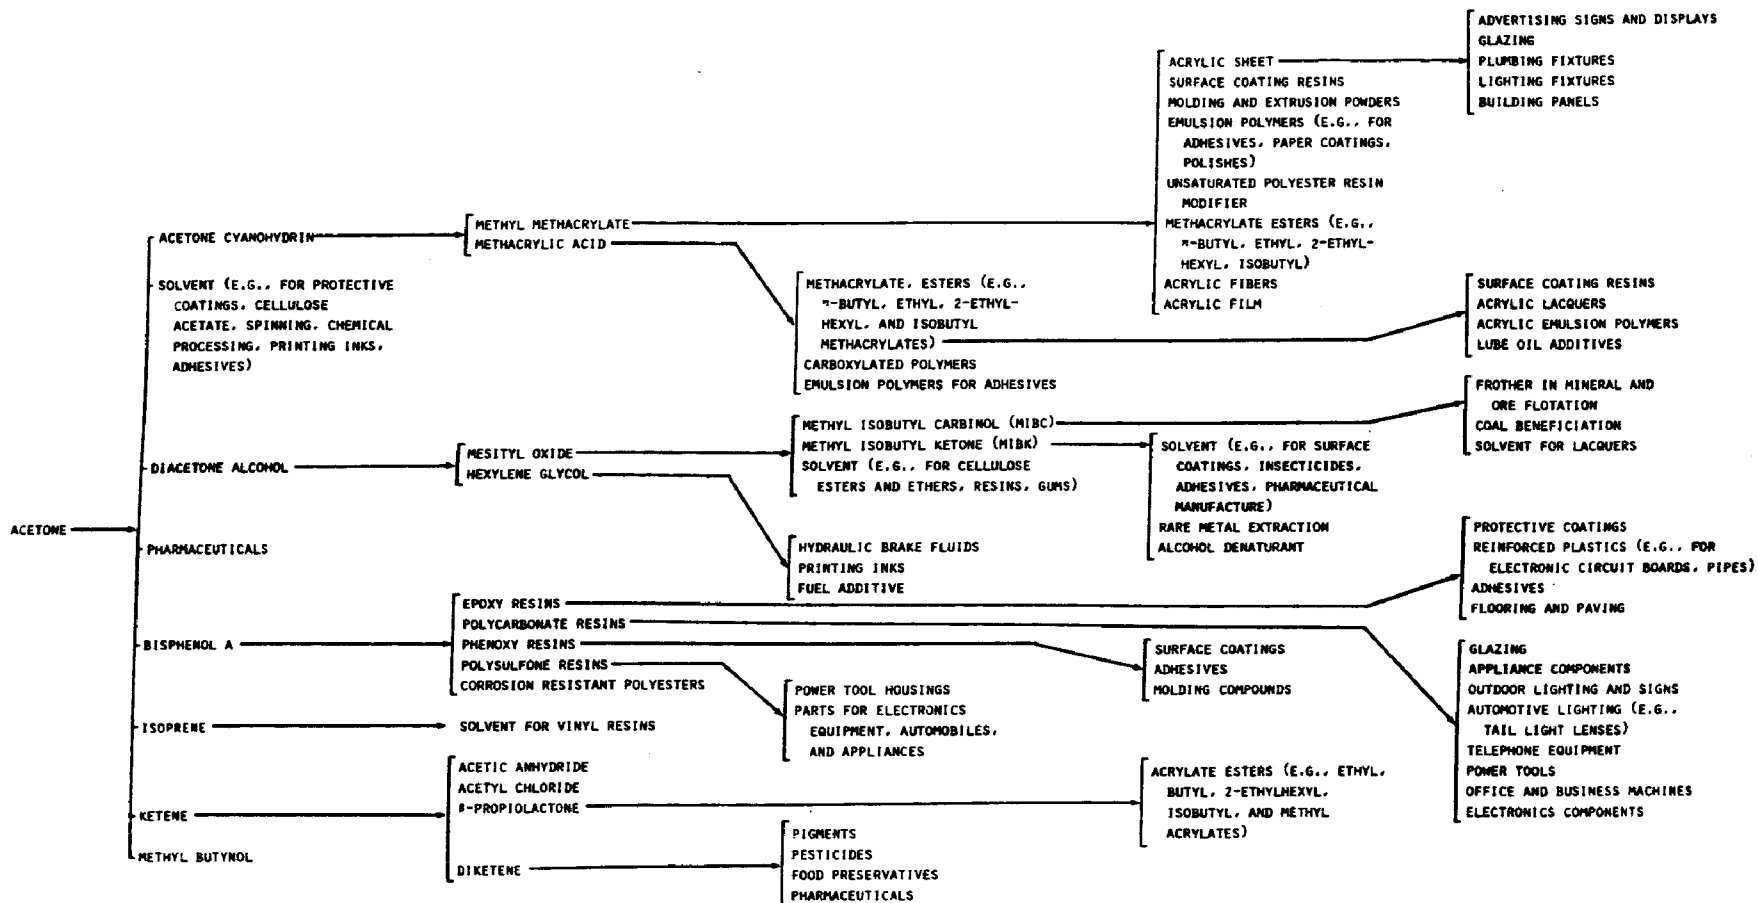 ADVERTISING SIGNS AND DISPLAYS
GLAZING
PLUMBING FIXTURES
LIGHTING FIXTURES
BUILDING PANELS
ACRYLIC SHEET
SURFACE COATING RESINS
MOLDING AND EXTRUSION POWDERS
EMULSION POLYMERS (E.G., FOR
ADHESIVES, PAPER COATINGS,
POLISHES)
UNSATURATED POLYESTER RESIN
MODIFIER
METHACRYLATE ESTERS (E.G.,
n-BUTYL, ETHYL, 2-ETHYL-
HEXYL, ISOBUTYL)
ACRYLIC FIBERS
ACRYLIC FILM
METHYL METHACRYLATE
METHACRYLIC ACID
ACETONE CYANOHYDRIN
SOLVENT (E.G., FOR PROTECTIVE
COATINGS, CELLULOSE
ACETATE, SPINNING, CHEMICAL
PROCESSING, PRINTING INKS,
ADHESIVES)
METHACRYLATE, ESTERS (E.G.,
n-BUTYL, ETHYL, 2-ETHYL-
HEXYL, AND ISOBUTYL
METHACRYLATES)
CARBOXYLATED POLYMERS
EMULSION POLYMERS FOR ADHESIVES
SURFACE COATING RESINS
ACRYLIC LACQUERS
ACRYLIC EMULSION POLYMERS
LUBE OIL ADDITIVES
FROTHER IN MINERAL AND
ORE FLOTATION
COAL BENEFICIATION
SOLVENT FOR LACQUERS
METHYL ISOBUTYL CARBINOL (MIBC)
METHYL ISOBUTYL KETONE (MIBK)
SOLVENT (E.G., FOR CELLULOSE
ESTERS AND ETHERS, RESINS, GUMS)
SOLVENT (E.G., FOR SURFACE
COATINGS, INSECTICIDES,
ADHESIVES, PHARMACEUTICAL
MANUFACTURE)
RARE METAL EXTRACTION
ALCOHOL DENATURANT
DIACETONE ALCOHOL
MESITYL OXIDE
HEXYLENE GLYCOL
ACETONE
PHARMACEUTICALS
HYDRAULIC BRAKE FLUIDS
PRINTING INKS
FUEL ADDITIVE
PROTECTIVE COATINGS
REINFORCED PLASTICS (E.G., FOR
ELECTRONIC CIRCUIT BOARDS, PIPES)
ADHESIVES
FLOORING AND PAVING
BISPHENOL A
EPOXY RESINS
POLYCARBONATE RESINS
PHENOXY RESINS
POLYSULFONE RESINS
CORROSION RESISTANT POLYESTERS
SURFACE COATINGS
ADHESIVES
MOLDING COMPOUNDS
POWER TOOL HOUSINGS
PARTS FOR ELECTRONICS
EQUIPMENT, AUTOMOBILES,
AND APPLIANCES
GLAZING
APPLIANCE COMPONENTS
OUTDOOR LIGHTING AND SIGNS
AUTOMOTIVE LIGHTING (E.G.,
TAIL LIGHT LENSES)
TELEPHONE EQUIPMENT
POWER TOOLS
OFFICE AND BUSINESS MACHINES
ELECTRONICS COMPONENTS
ISOPRENE
SOLVENT FOR VINYL RESINS
KETENE
METHYL BUTYNOL
ACETIC ANHYDRIDE
ACETYL CHLORIDE
β-PROPIOLACTONE
DIKETENE
ACRYLATE ESTERS (E.G., ETHYL,
BUTYL, 2-ETHYLHEXYL,
ISOBUTYL, AND METHYL
ACRYLATES)
PIGMENTS
PESTICIDES
FOOD PRESERVATIVES
PHARMACEUTICALS